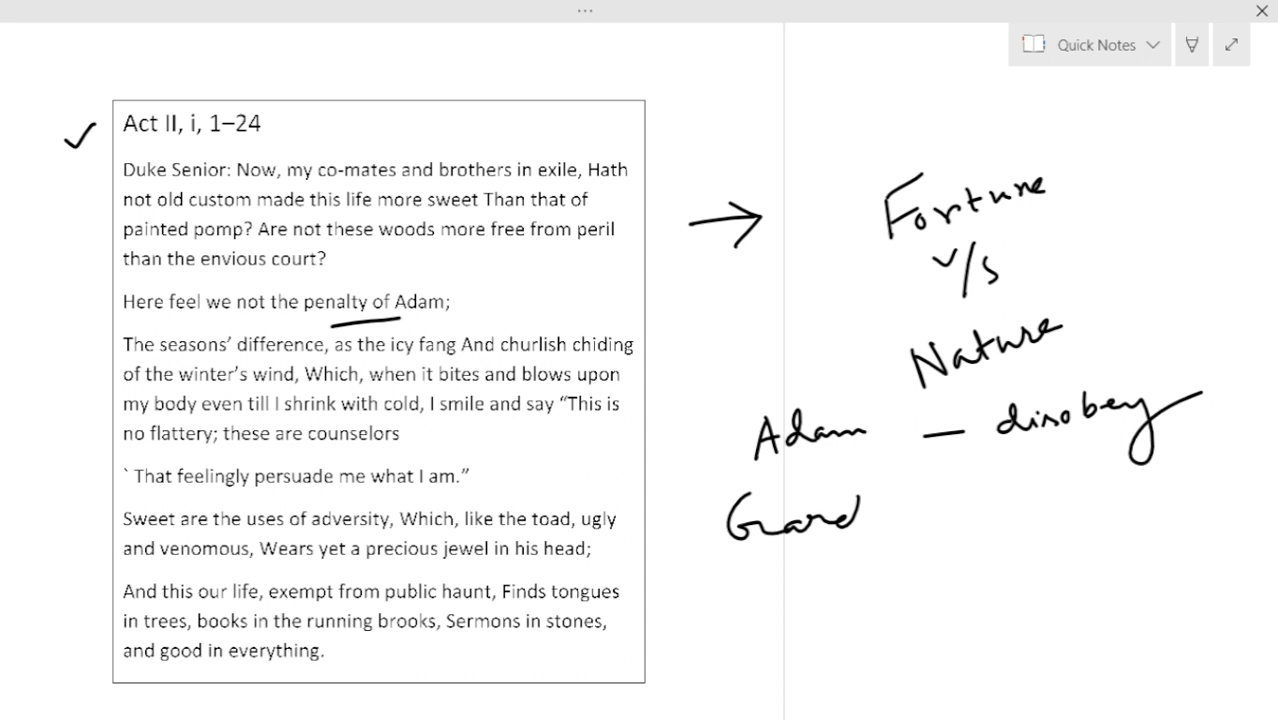 Quick Notes
Act II, i, 1–24
Duke Senior: Now, my co-mates and brothers in exile, Hath
not old custom made this life more sweet Than that of
painted pomp? Are not these woods more free from peril
than the envious court?
Here feel we not the penalty of Adam;
The seasons’ difference, as the icy fang And churlish chiding
of the winter’s wind, Which, when it bites and blows upon
my body even till I shrink with cold, I smile and say “This is
no flattery; these are counselors
` That feelingly persuade me what I am.”
Sweet are the uses of adversity, Which, like the toad, ugly
and venomous, Wears yet a precious jewel in his head;
And this our life, exempt from public haunt, Finds tongues
in trees, books in the running brooks, Sermons in stones,
and good in everything.
Fortune
v/s
Nature
Adam — disobey